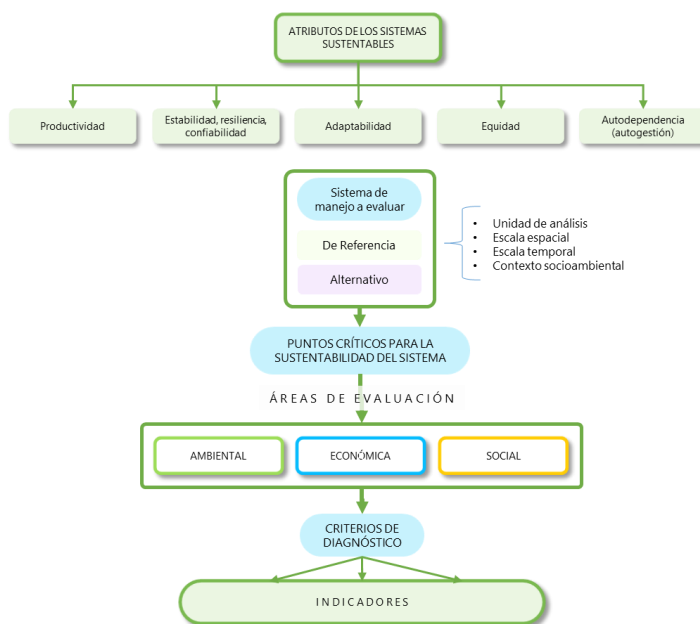 ATRIBUTOS DE LOS SISTEMAS
SUSTENTABLES
Productividad
Estabilidad, resiliencia,
confiabilidad
Adaptabilidad
Equidad
Autodependencia
(autogestión)
Sistema de
manejo a evaluar
De Referencia
Alternativo
• Unidad de análisis
• Escala espacial
• Escala temporal
• Contexto socioambiental
PUNTOS CRÍTICOS PARA LA
SUSTENTABILIDAD DEL SISTEMA
ÁREAS DE EVALUACIÓN
AMBIENTAL
ECONÓMICA
SOCIAL
CRITERIOS DE
DIAGNÓSTICO
INDICADORES